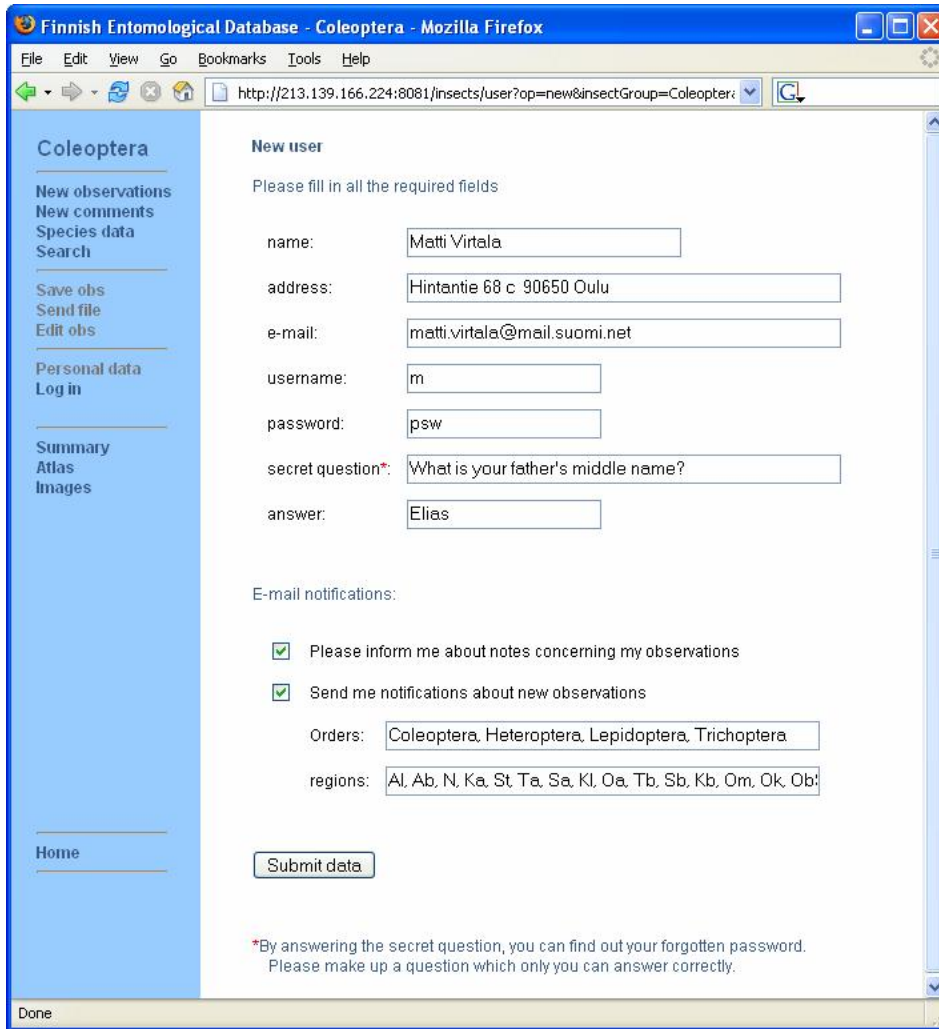 Finnish Entomological Database - Coleoptera - Mozilla Firefox
File Edit View Go Bookmarks Tools Help
http://213.139.166.224:8081/insects/user?op=new&insectGroup=Coleoptera
G
Coleoptera
New observations
New comments
Species data
Search
Save obs
Send file
Edit obs
Personal data
Log in
Summary
Atlas
Images
Home
New user
Please fill in all the required fields
name: Matti Virtala
address: Hintantie 68 c 90650 Oulu
e-mail: matti.virtala@mail.suomi.net
username: m
password: psw
secret question*: What is your father's middle name?
answer: Elias
E-mail notifications:
Please inform me about notes concerning my observations
Send me notifications about new observations
Orders: Coleoptera, Heteroptera, Lepidoptera, Trichoptera
regions: Al, Ab, N, Ka, St, Ta, Sa, Kl, Oa, Tb, Sb, Kb, Om, Ok, Ob
Submit data
*By answering the secret question, you can find out your forgotten password.
Please make up a question which only you can answer correctly.
Done